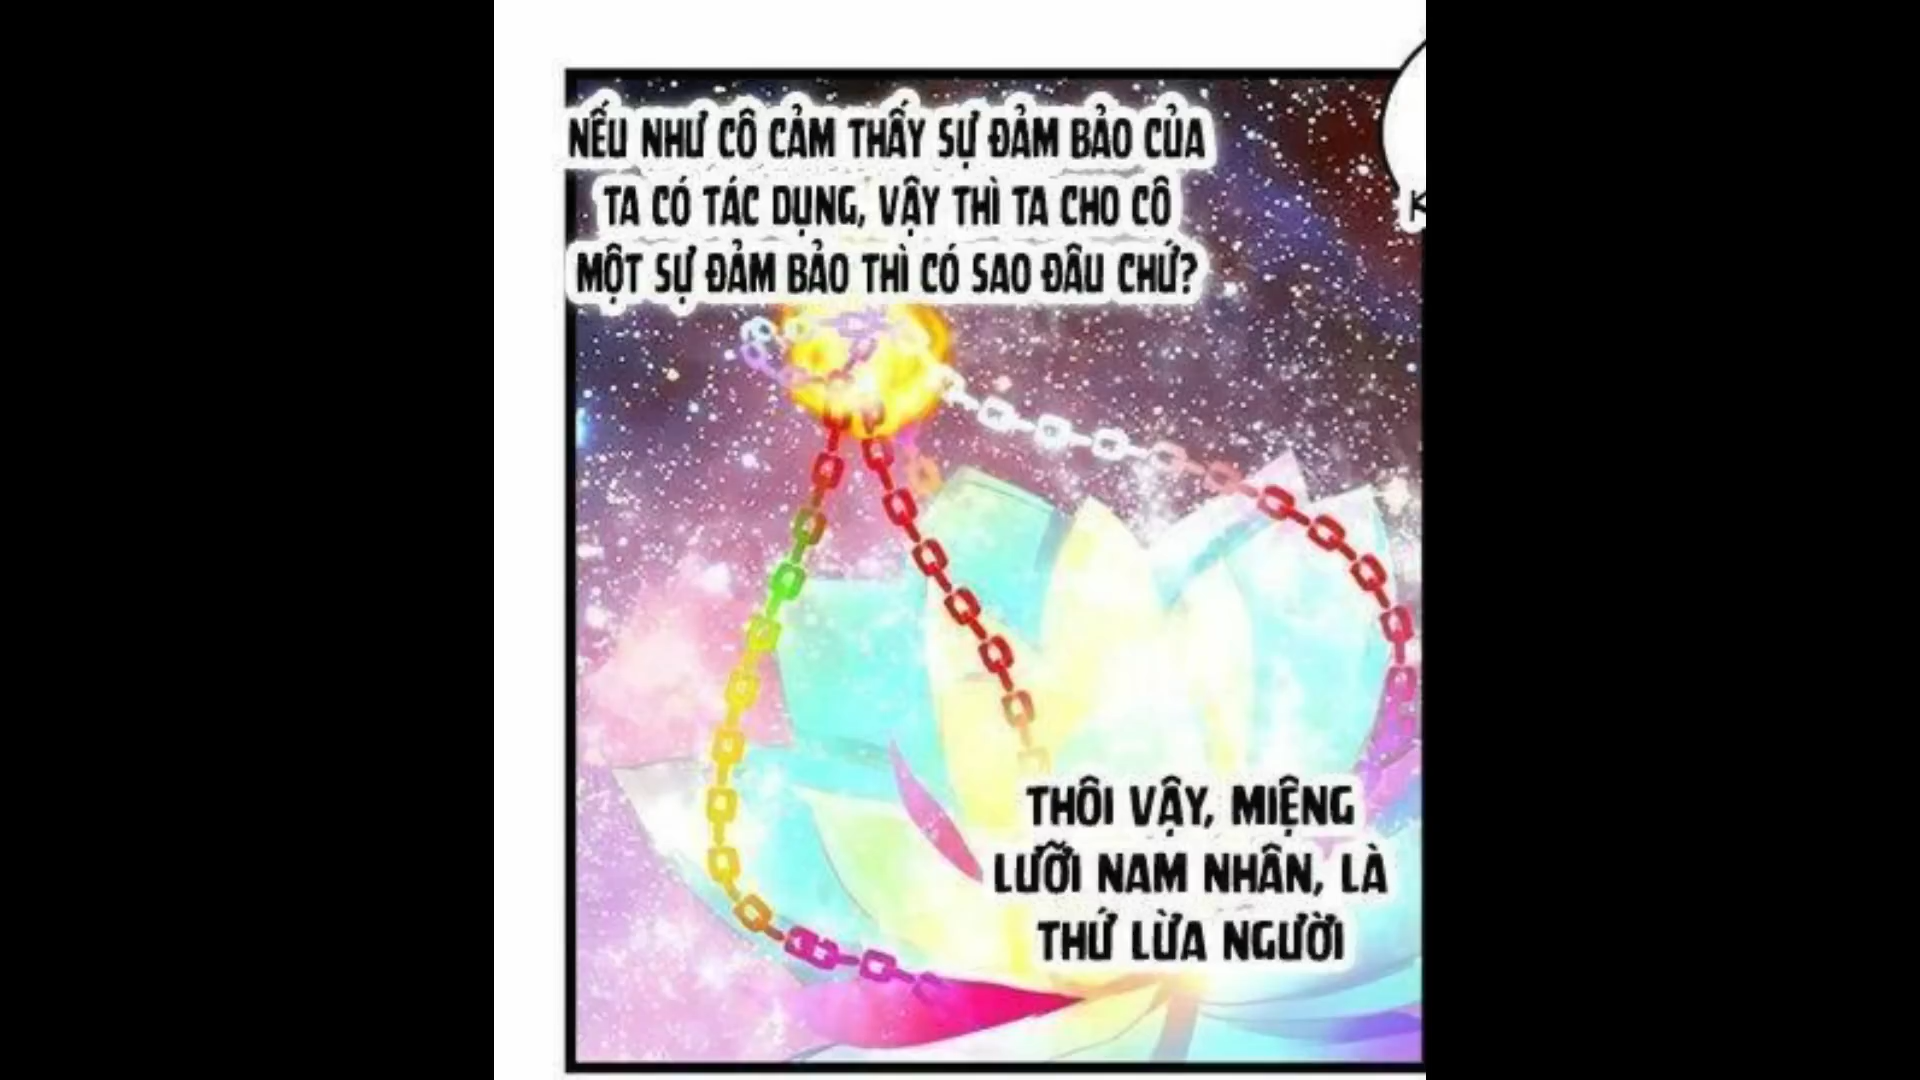 NẾU NHƯ CÔ CẢM THẤY SỰ ĐẢM BẢO CỦA
TA CÓ TÁC DỤNG, VẬY THÌ TA CHO CÔ
MỘT SỰ ĐẢM BẢO THÌ CÓ SAO ĐÂU CHỨ?
THÔI VẬY, MIỆNG
LƯỠI NAM NHÂN, LÀ
THỨ LỪA NGƯỜI